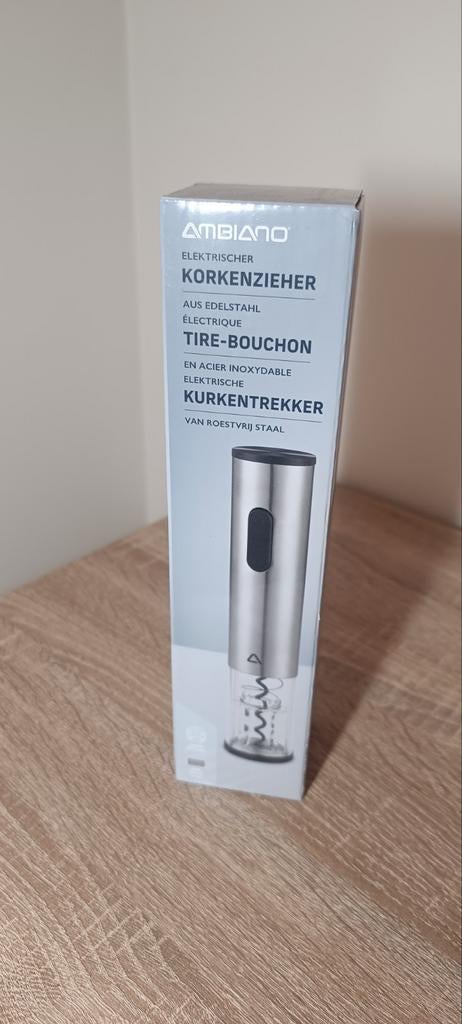 AMBIANO
ELEKTRISCHER
KORKENZIEHER
AUS EDELSTAHL
ÉLECTRIQUE
TIRE-BOUCHON
EN ACIER INOXYDABLE
ELEKTRISCHE
KURKENTREKKER
VAN ROESTVRIJ STAAL